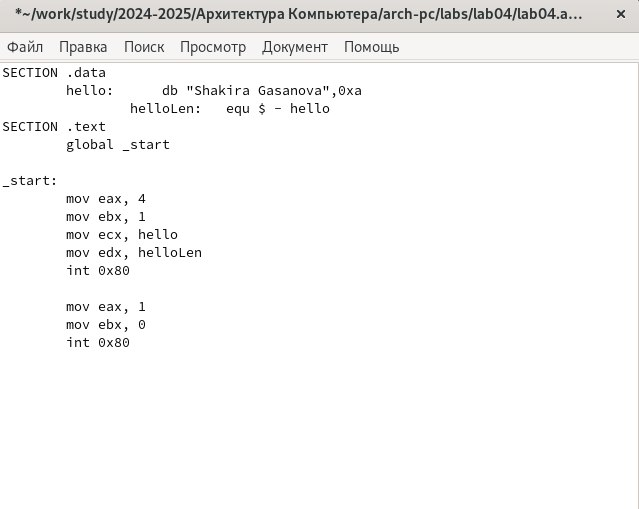 *~/work/study/2024-2025/Архитектура Компьютера/arch-pc/labs/lab04/lab04.a...
Файл Правка Поиск Просмотр Документ Помощь
SECTION .data
hello: db "Shakira Gasanova",0xa
helloLen: equ $ - hello
SECTION .text
global _start
_start:
mov eax, 4
mov ebx, 1
mov ecx, hello
mov edx, helloLen
int 0x80
mov eax, 1
mov ebx, 0
int 0x80